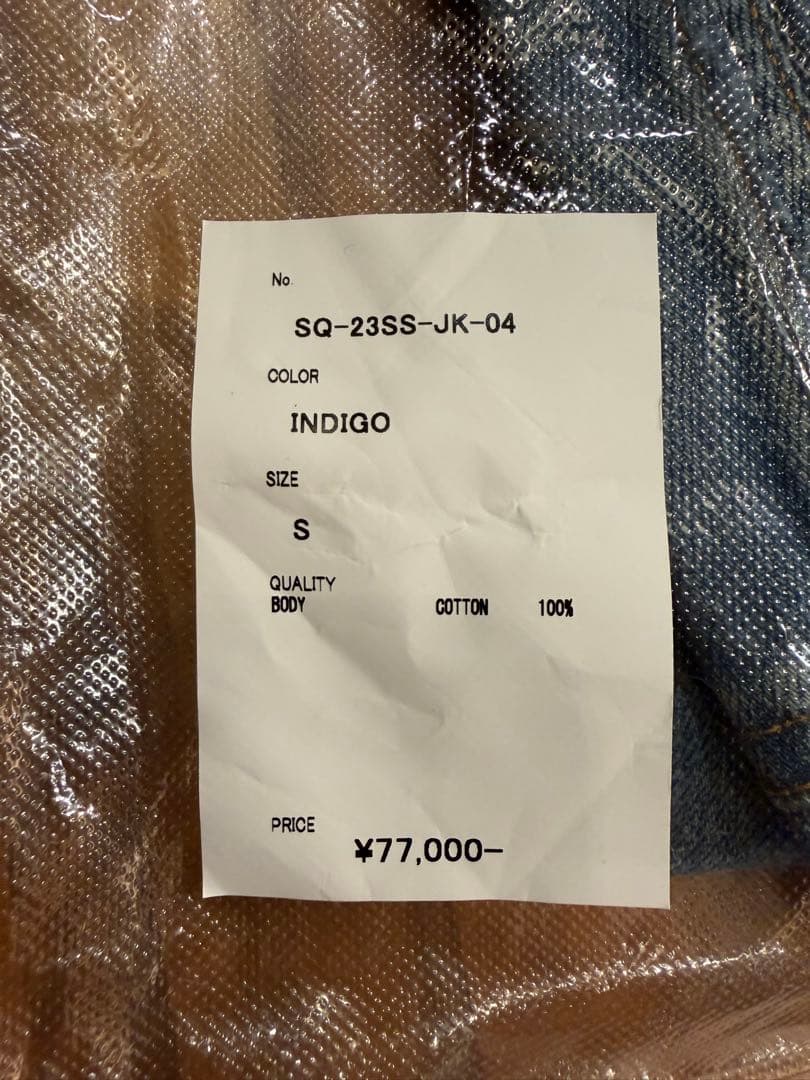 No.
SQ-23SS-JK-04
COLOR
INDIGO
SIZE
S
QUALITY
BODY COTTON 100%
PRICE
¥77,000−